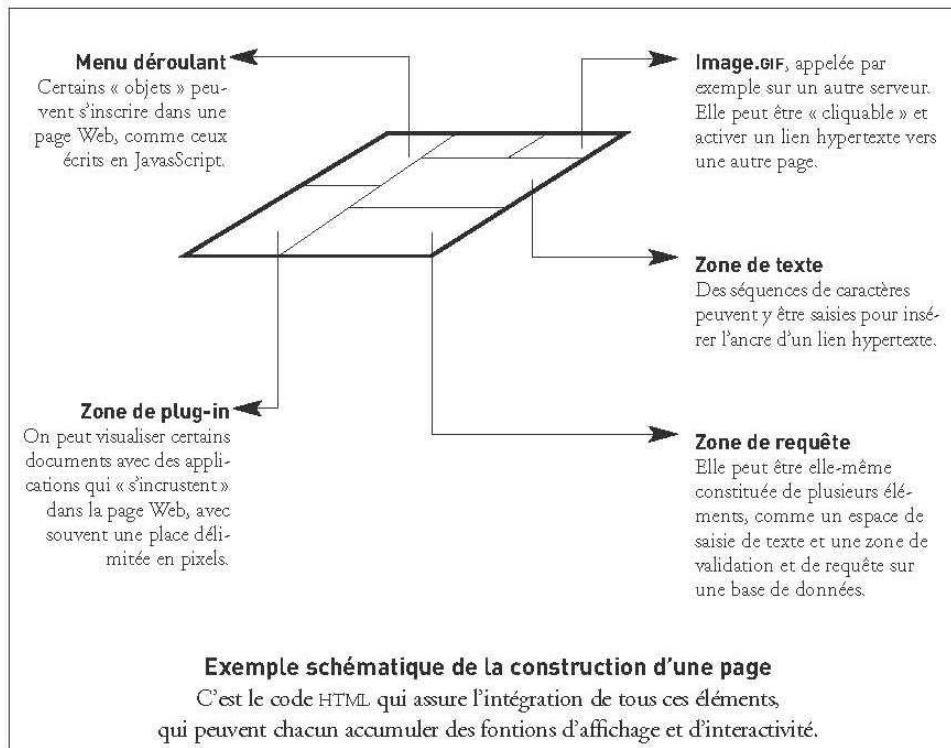 Menu déroulant
Certains « objets » peu-
vent s'inscrire dans une
page Web, comme ceux
écrits en JavasScript.
Image.GIF, appelée par
exemple sur un autre serveur.
Elle peut être « cliquable » et
activer un lien hypertexte vers
une autre page.
Zone de texte
Des séquences de caractères
peuvent y être saisies pour insé-
rer l'ancre d'un lien hypertexte.
Zone de plug-in
On peut visualiser certains
documents avec des appli-
cations qui « s'incrustent »
dans la page Web, avec
souvent une place déli-
mitée en pixels.
Zone de requête
Elle peut être elle-même
constituée de plusieurs élé-
ments, comme un espace de
saisie de texte et une zone de
validation et de requête sur
une base de données.
Exemple schématique de la construction d'une page
C'est le code HTML qui assure l'intégration de tous ces éléments,
qui peuvent chacun accumuler des fontions d'affichage et d'interactivité.